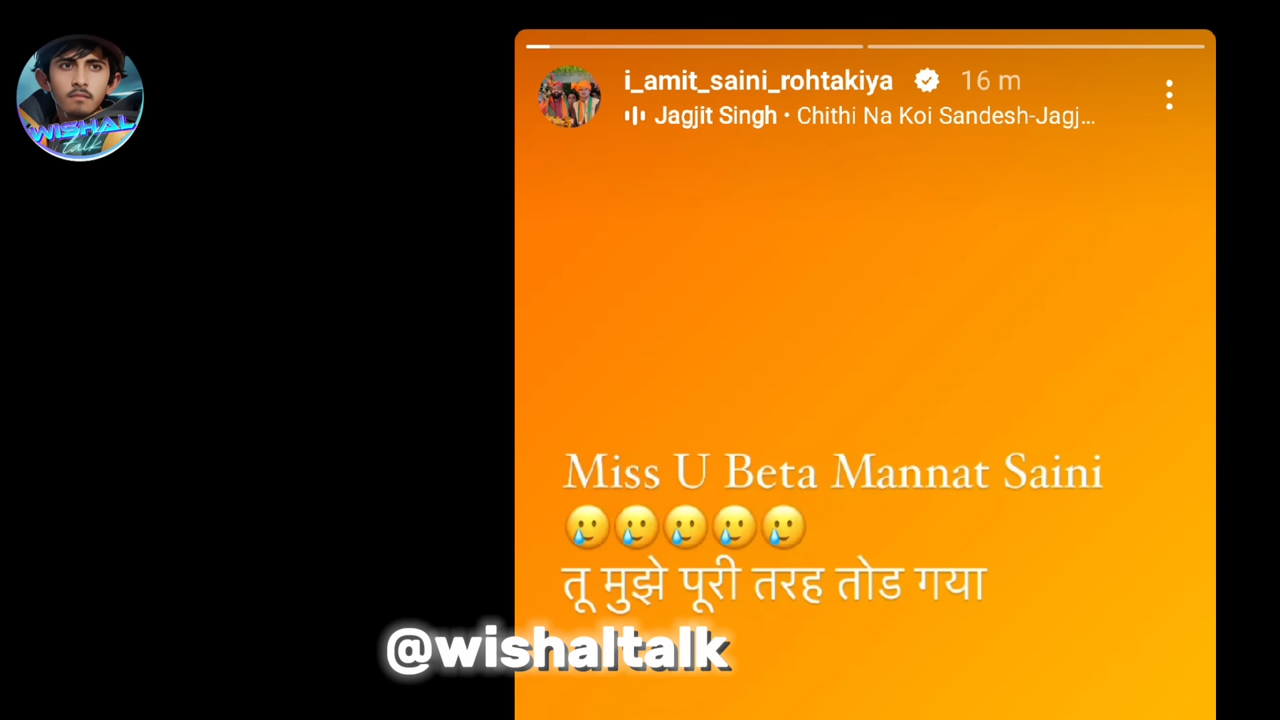 WISHAL
talk
i_amit_saini_rohtakiya 16 m
Jagjit Singh • Chithi Na Koi Sandesh-Jagj...
Miss U Beta Mannat Saini
🥲🥲🥲🥲🥲
तू मुझे पूरी तरह तोड गया
@wishaltalk